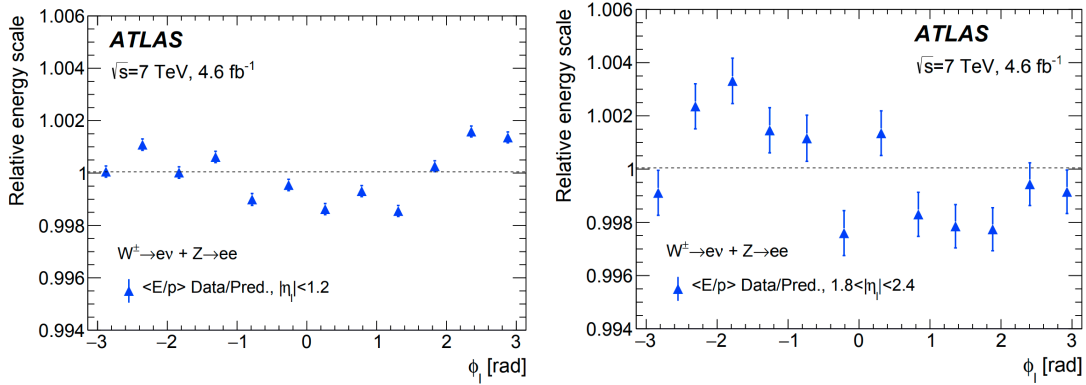 Relative energy scale
1.006
1.004
1.002
1
0.998
0.996
0.994
ATLAS
√s=7 TeV, 4.6 fb⁻¹
W±→eν + Z→ee
<E/p> Data/Pred., |ηl|<1.2
−3 −2 −1 0 1 2 3
ϕl [rad]
Relative energy scale
1.006
1.004
1.002
1
0.998
0.996
0.994
ATLAS
√s=7 TeV, 4.6 fb⁻¹
W±→eν + Z→ee
<E/p> Data/Pred., 1.8<|ηl|<2.4
−3 −2 −1 0 1 2 3
ϕl [rad]